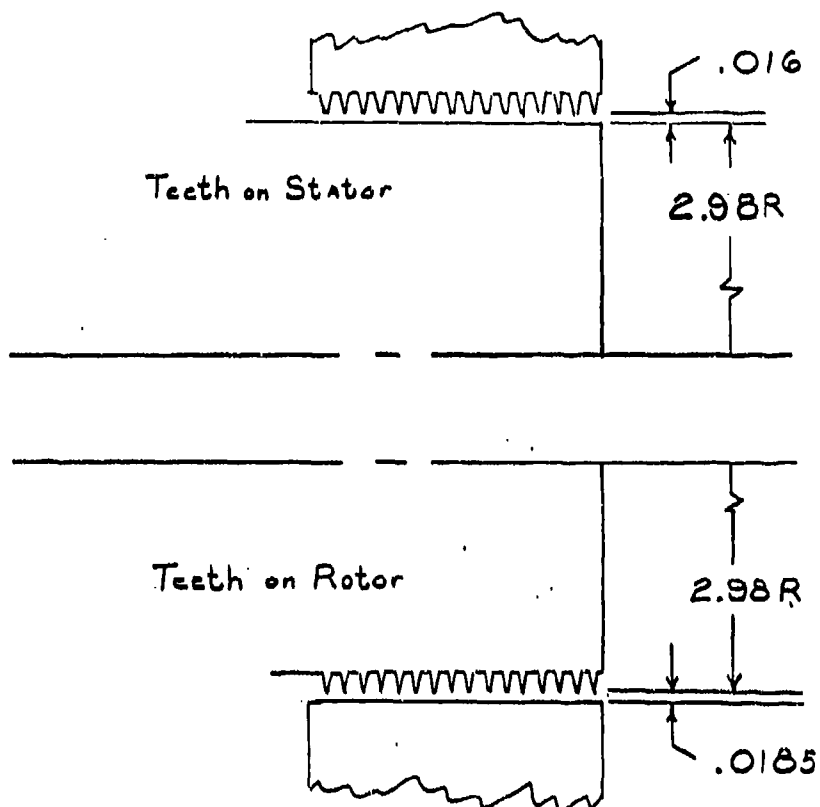 .016
Teeth on Stator
2.98R
Teeth on Rotor
2.98R
.0185